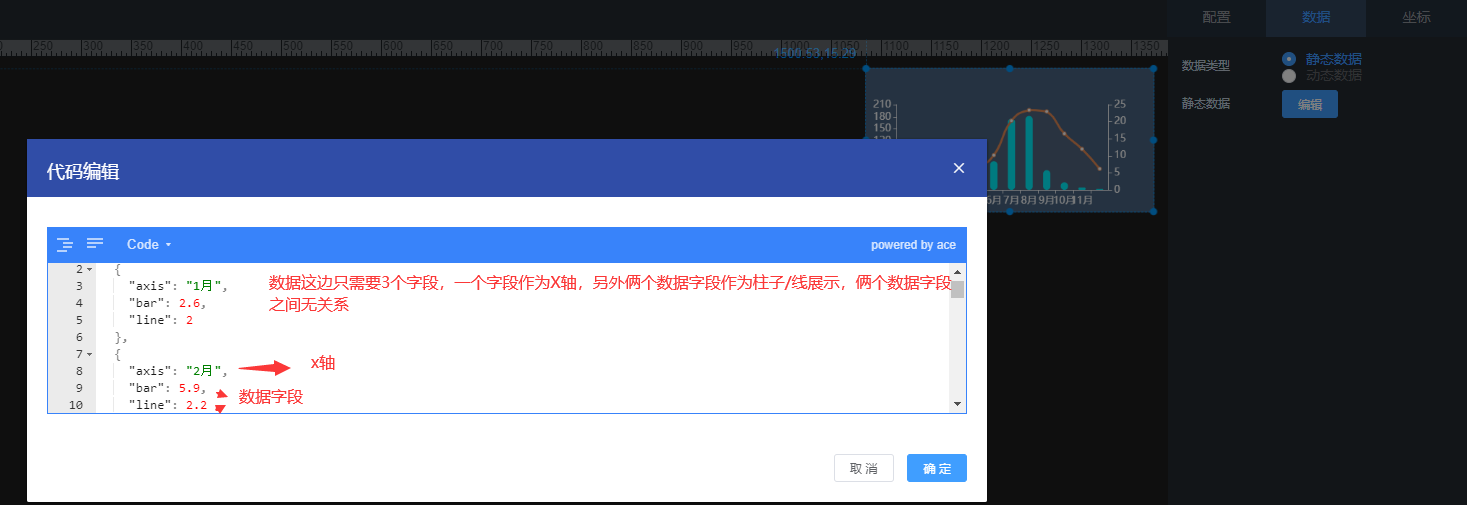 配置 数据 坐标
250 300 350 400 450 500 550 600 650 700 750 800 850 900 950 1100 1150 1200 1250 1300 1350
数据类型 静态数据
动态数据
静态数据 编辑
210 25
180 20
150 15
10
5
0
6月 7月 8月 9月 10月 11月
代码编辑 ×
Code powered by ace
2 {
3 "axis": "1月",
4 "bar": 2.6,
5 "line": 2
6 },
7 {
8 "axis": "2月",
9 "bar": 5.9,
10 "line": 2.2
数据这边只需要3个字段，一个字段作为X轴，另外俩个数据字段作为柱子/线展示，俩个数据字段
之间无关系
x轴
数据字段
取消 确定